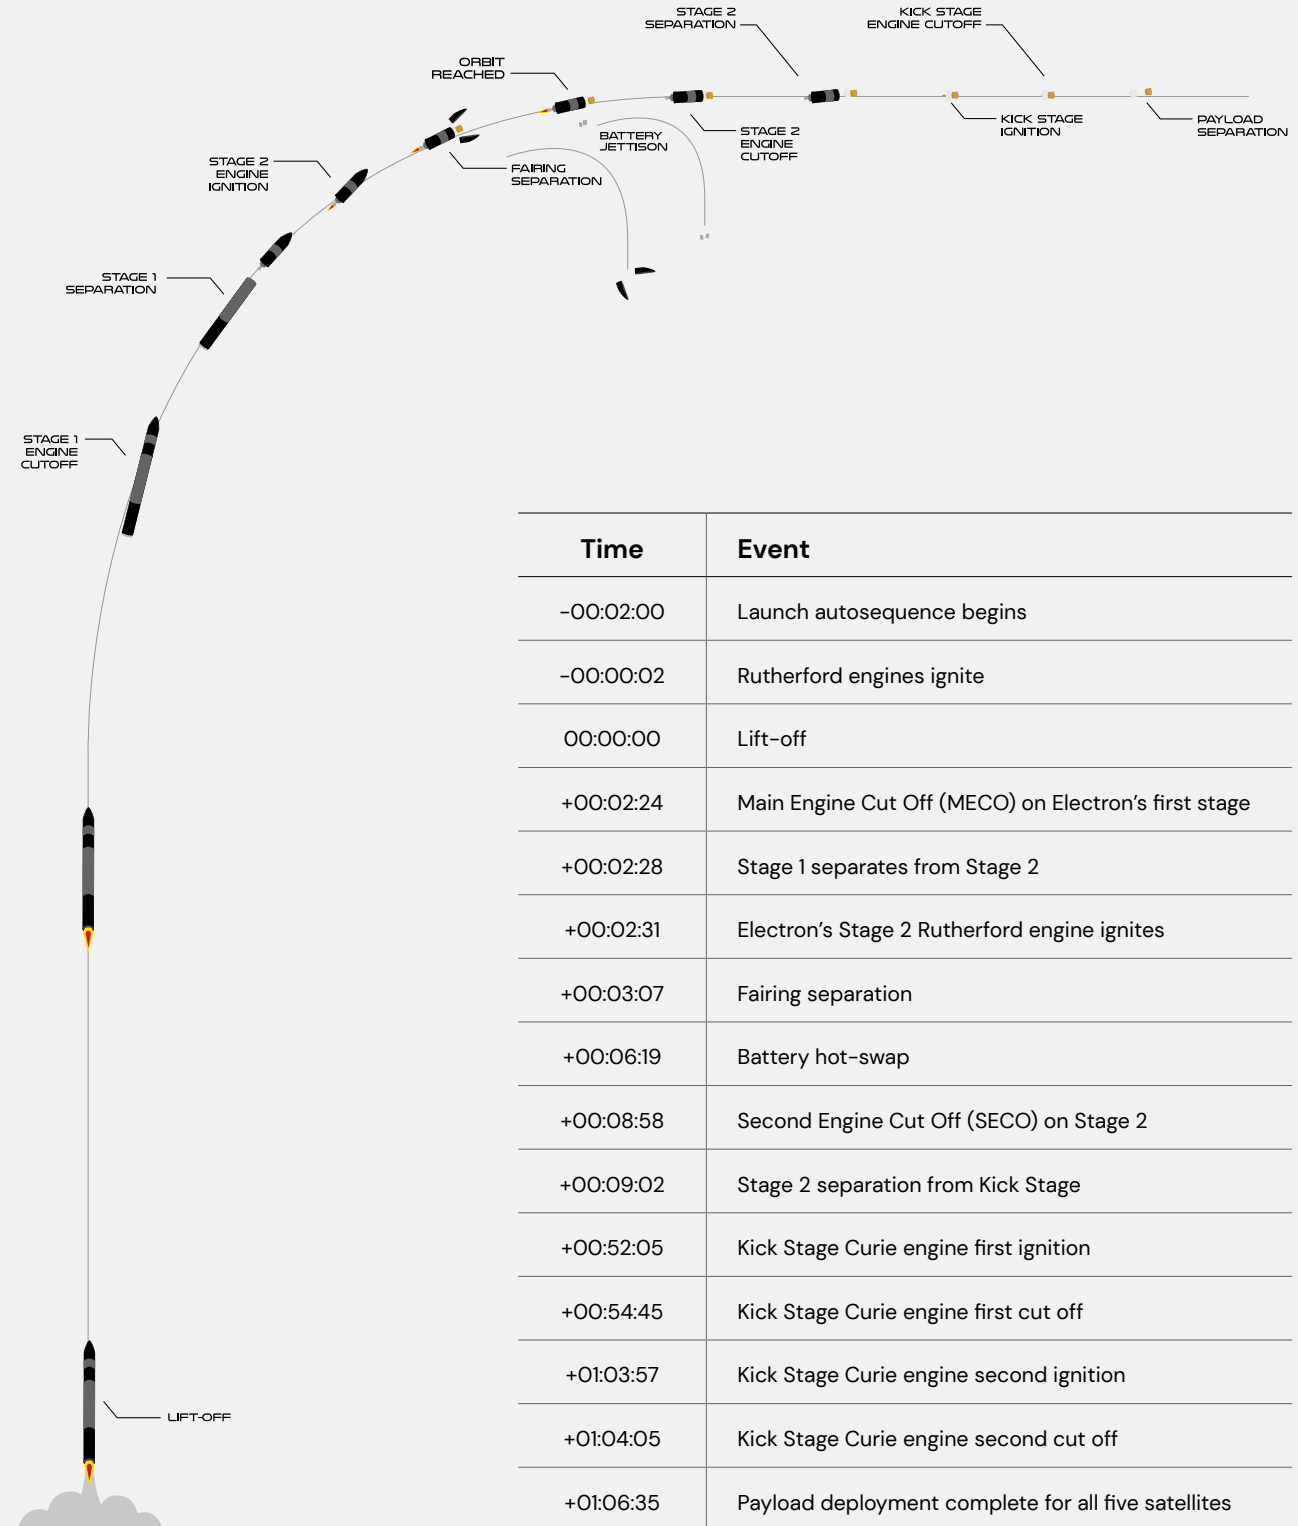 STAGE 2
SEPARATION
KICK STAGE
ENGINE CUTOFF
ORBIT
REACHED
BATTERY
JETTISON
STAGE 2
ENGINE
CUTOFF
KICK STAGE
IGNITION
PAYLOAD
SEPARATION
STAGE 2
ENGINE
IGNITION
FAIRING
SEPARATION
STAGE 1
SEPARATION
STAGE 1
ENGINE
CUTOFF
LIFT-OFF
Time Event
-00:02:00 Launch autosequence begins
-00:00:02 Rutherford engines ignite
00:00:00 Lift-off
+00:02:24 Main Engine Cut Off (MECO) on Electron’s first stage
+00:02:28 Stage 1 separates from Stage 2
+00:02:31 Electron’s Stage 2 Rutherford engine ignites
+00:03:07 Fairing separation
+00:06:19 Battery hot-swap
+00:08:58 Second Engine Cut Off (SECO) on Stage 2
+00:09:02 Stage 2 separation from Kick Stage
+00:52:05 Kick Stage Curie engine first ignition
+00:54:45 Kick Stage Curie engine first cut off
+01:03:57 Kick Stage Curie engine second ignition
+01:04:05 Kick Stage Curie engine second cut off
+01:06:35 Payload deployment complete for all five satellites